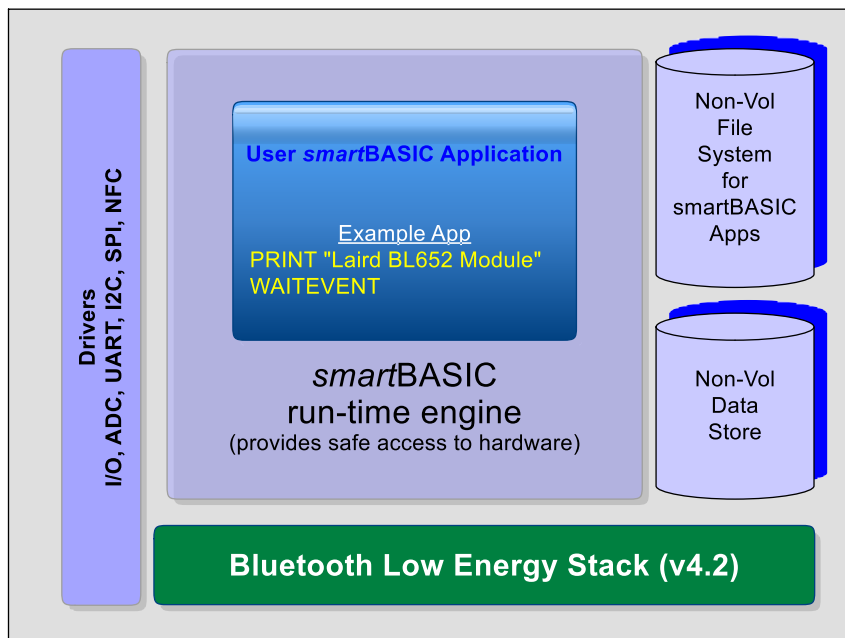 Drivers
I/O, ADC, UART, I2C, SPI, NFC
User smartBASIC Application
Example App
PRINT "Laird BL652 Module"
WAITEVENT
smartBASIC
run-time engine
(provides safe access to hardware)
Non-Vol
File
System
for
smartBASIC
Apps
Non-Vol
Data
Store
Bluetooth Low Energy Stack (v4.2)